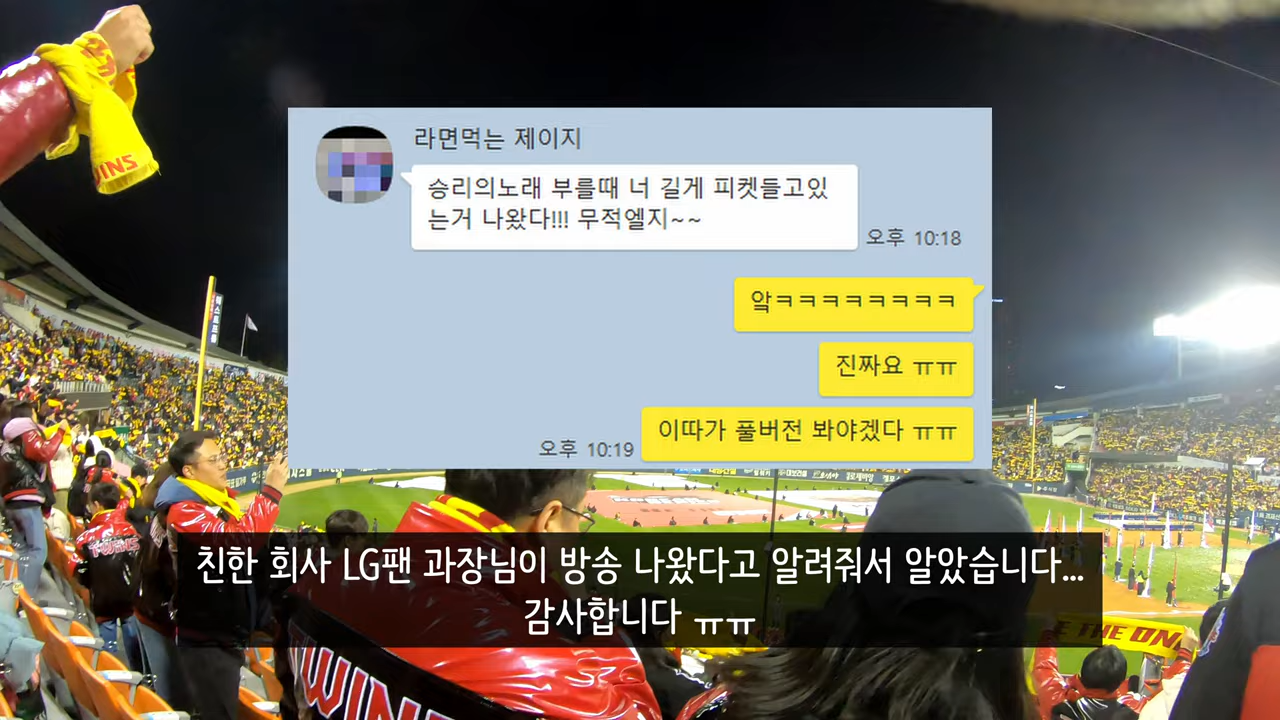 라면먹는 제이지
승리의노래 부를때 너 길게 피켓들고있
는거 나왔다!!! 무적엘지~~
오후 10:18
앜ㅋㅋㅋㅋㅋㅋㅋㅋ
진짜요 ㅠㅠ
이따가 풀버전 봐야겠다 ㅠㅠ
오후 10:19
친한 회사 LG팬 과장님이 방송 나왔다고 알려줘서 알았습니다...
감사합니다 ㅠㅠ
TWINS
E THE ON